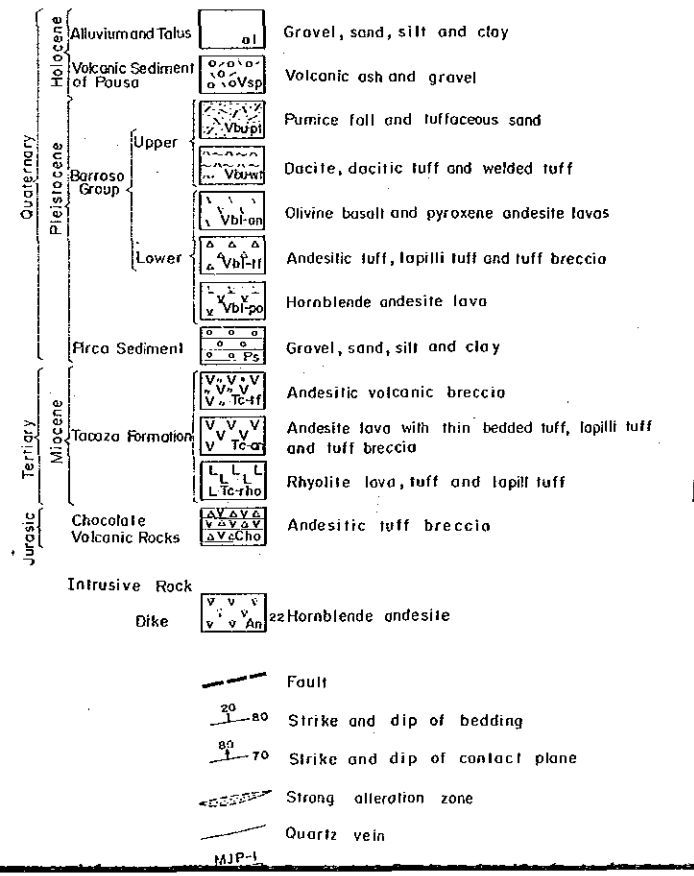 Quaternary
Holocene
Alluvium and Talus al Gravel, sand, silt and clay
Volcanic Sediment of Pousa Vsp Volcanic ash and gravel
Pleistocene
Barroso Group
Upper
Vbu-pf Pumice fall and tuffaceous sand
Vbu-wt Dacite, dacitic tuff and welded tuff
Lower
Vbl-an Olivine basalt and pyroxene andesite lavas
Vbl-tf Andesitic tuff, lapilli tuff and tuff breccia
Vbl-po Hornblende andesite lava
Pirca Sediment Ps Gravel, sand, silt and clay
Tertiary
Miocene
Tacaza Formation
Tc-tf Andesitic volcanic breccia
Tc-an Andesite lava with thin bedded tuff, lapilli tuff
and tuff breccia
Tc-rho Rhyolite lava, tuff and lapill tuff
Jurasic
Chocolate
Volcanic Rocks Cho Andesitic tuff breccia
Intrusive Rock
Dike An 22 Hornblende andesite
Fault
20 80 Strike and dip of bedding
80 70 Strike and dip of contact plane
Strong alleration zone
Quartz vein
MJP-1